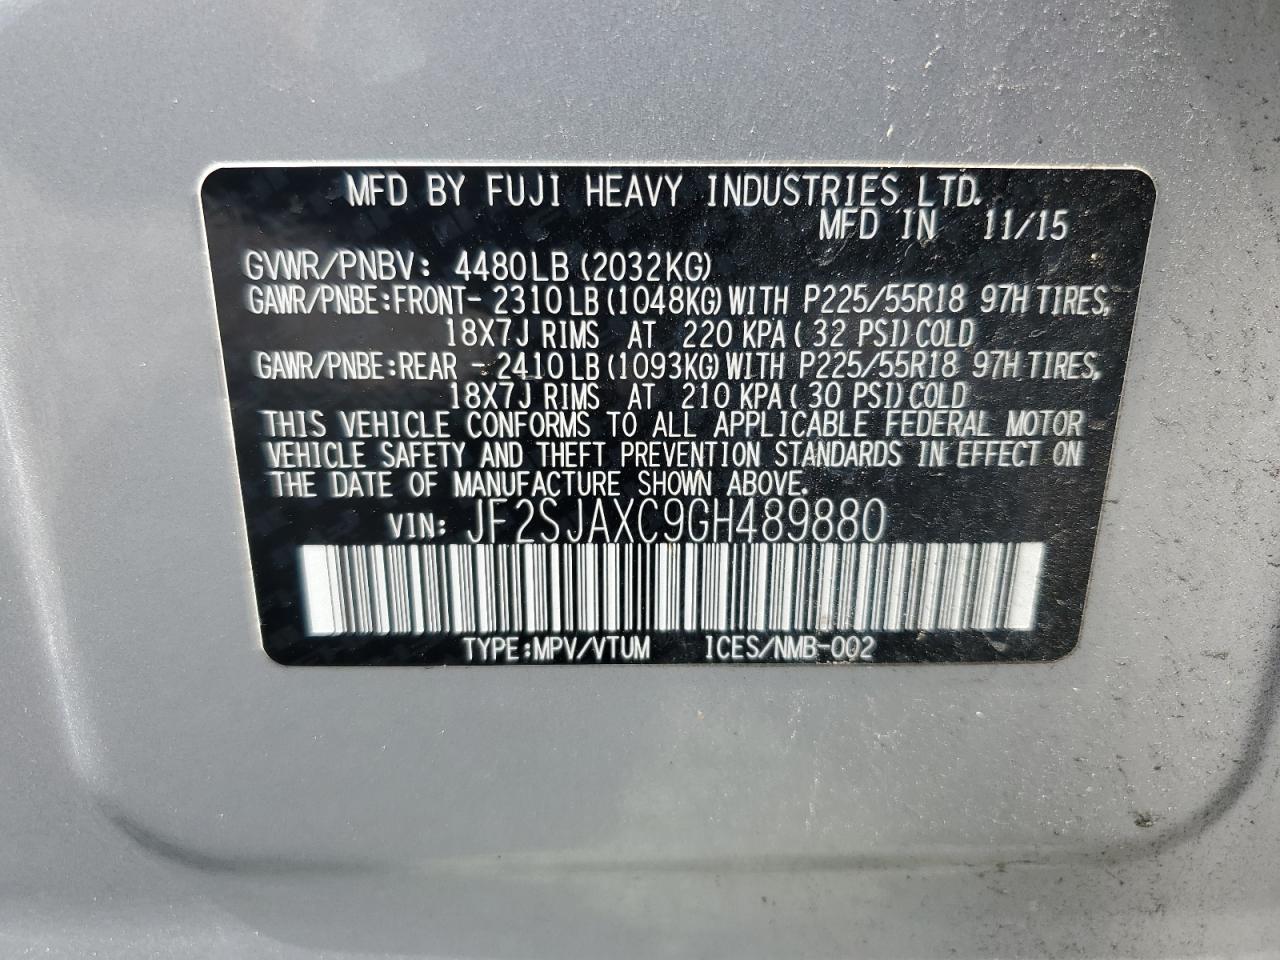 MFD BY FUJI HEAVY INDUSTRIES LTD.
MFD IN 11/15
GVWR/PNBV: 4480LB(2032KG)
GAWR/PNBE:FRONT- 2310LB(1048KG)WITH P225/55R18 97H TIRES,
18X7J RIMS AT 220 KPA(32 PSI)COLD
GAWR/PNBE:REAR - 2410LB(1093KG)WITH P225/55R18 97H TIRES,
18X7J RIMS AT 210 KPA(30 PSI)COLD
THIS VEHICLE CONFORMS TO ALL APPLICABLE FEDERAL MOTOR
VEHICLE SAFETY AND THEFT PREVENTION STANDARDS IN EFFECT ON
THE DATE OF MANUFACTURE SHOWN ABOVE.
VIN: JF2SJAXC9GH489880
TYPE:MPV/VTUM ICES/NMB-002